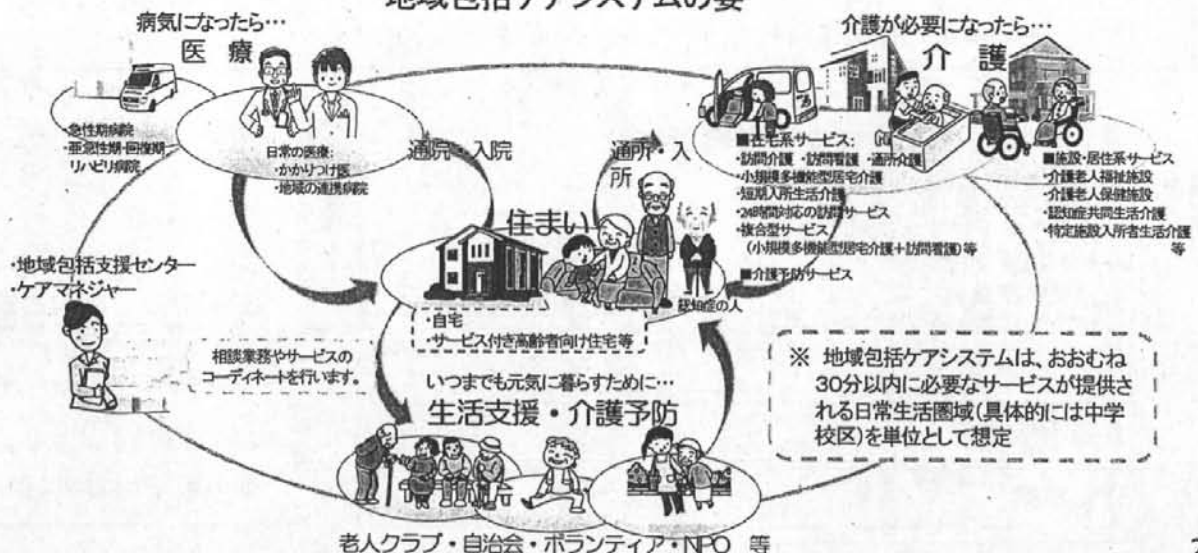 地域包括ケアシステムの姿
病気になったら…
医 療
・急性期病院
・亜急性期・回復期
リハビリ病院
日常の医療:
・かかりつけ医
・地域の連携病院
通院・入院
通所・入
所
介護が必要になったら…
介 護
■在宅系サービス:
・訪問介護 ・訪問看護 ・通所介護
・小規模多機能型居宅介護
・短期入所生活介護
・24時間対応の訪問サービス
・複合型サービス
(小規模多機能型居宅介護+訪問看護)等
■介護予防サービス
■施設・居住系サービス
・介護老人福祉施設
・介護老人保健施設
・認知症共同生活介護
・特定施設入所者生活介護
等
住まい
認知症の人
・自宅
・サービス付き高齢者向け住宅等
・地域包括支援センター
・ケアマネジャー
相談業務やサービスの
コーディネートを行います。
いつまでも元気に暮らすために…
生活支援・介護予防
老人クラブ・自治会・ボランティア・NPO 等
※ 地域包括ケアシステムは、おおむね
30分以内に必要なサービスが提供さ
れる日常生活圏域(具体的には中学
校区)を単位として想定